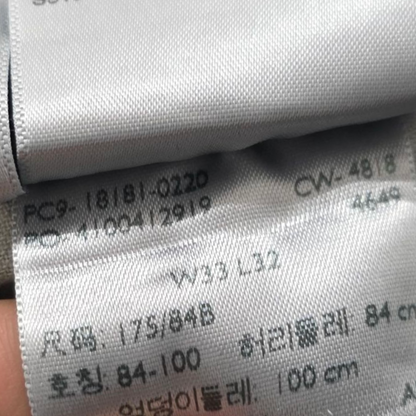 PC9-18181-0220 CW-4818
PO-4100412919 4649
W33 L32
尺码: 175/84B 허리둘레: 84 cm
호칭: 84-100
엉덩이둘레: 100 cm